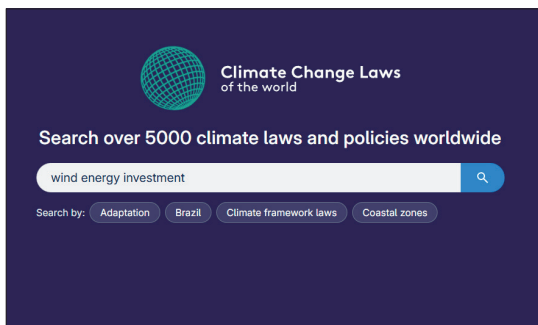 Climate Change Laws
of the world
Search over 5000 climate laws and policies worldwide
wind energy investment
Search by: Adaptation Brazil Climate framework laws Coastal zones